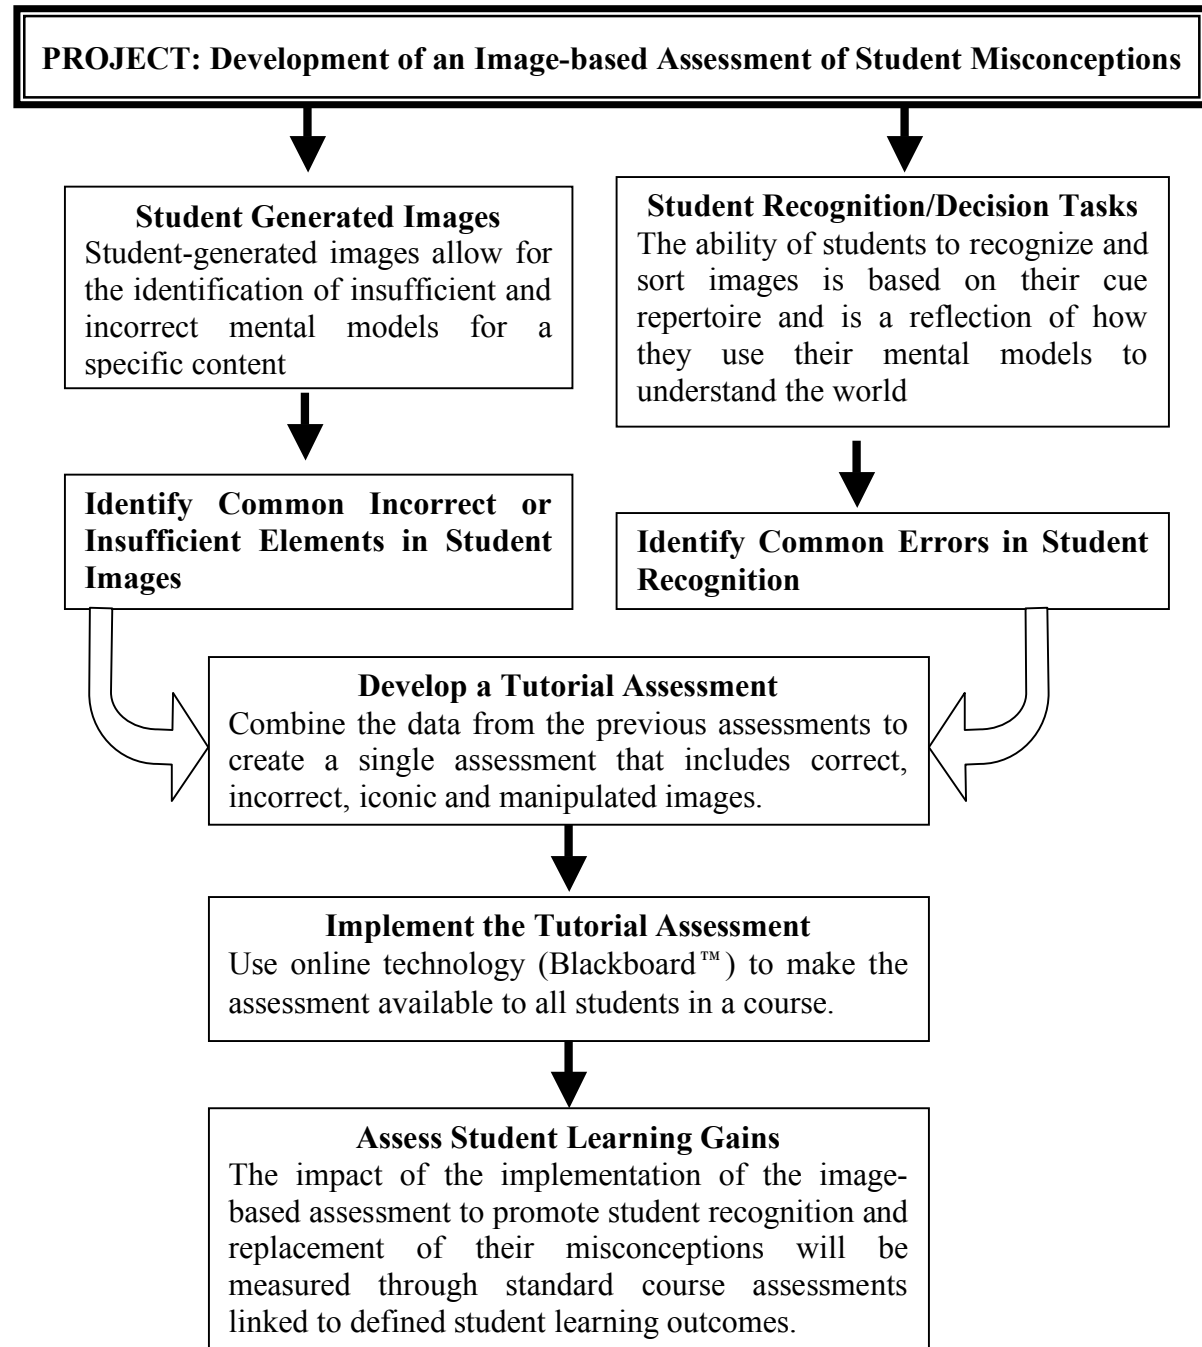 PROJECT: Development of an Image-based Assessment of Student Misconceptions
Student Generated Images
Student-generated images allow for
the identification of insufficient and
incorrect mental models for a
specific content
Student Recognition/Decision Tasks
The ability of students to recognize and
sort images is based on their cue
repertoire and is a reflection of how
they use their mental models to
understand the world
Identify Common Incorrect or
Insufficient Elements in Student
Images
Identify Common Errors in Student
Recognition
Develop a Tutorial Assessment
Combine the data from the previous assessments to
create a single assessment that includes correct,
incorrect, iconic and manipulated images.
Implement the Tutorial Assessment
Use online technology (Blackboard™) to make the
assessment available to all students in a course.
Assess Student Learning Gains
The impact of the implementation of the image-
based assessment to promote student recognition and
replacement of their misconceptions will be
measured through standard course assessments
linked to defined student learning outcomes.